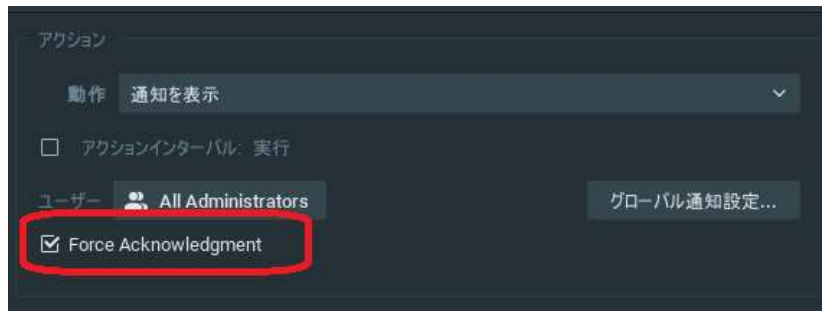 アクション
動作 通知を表示
アクションインターバル: 実行
ユーザー All Administrators グローバル通知設定...
Force Acknowledgment